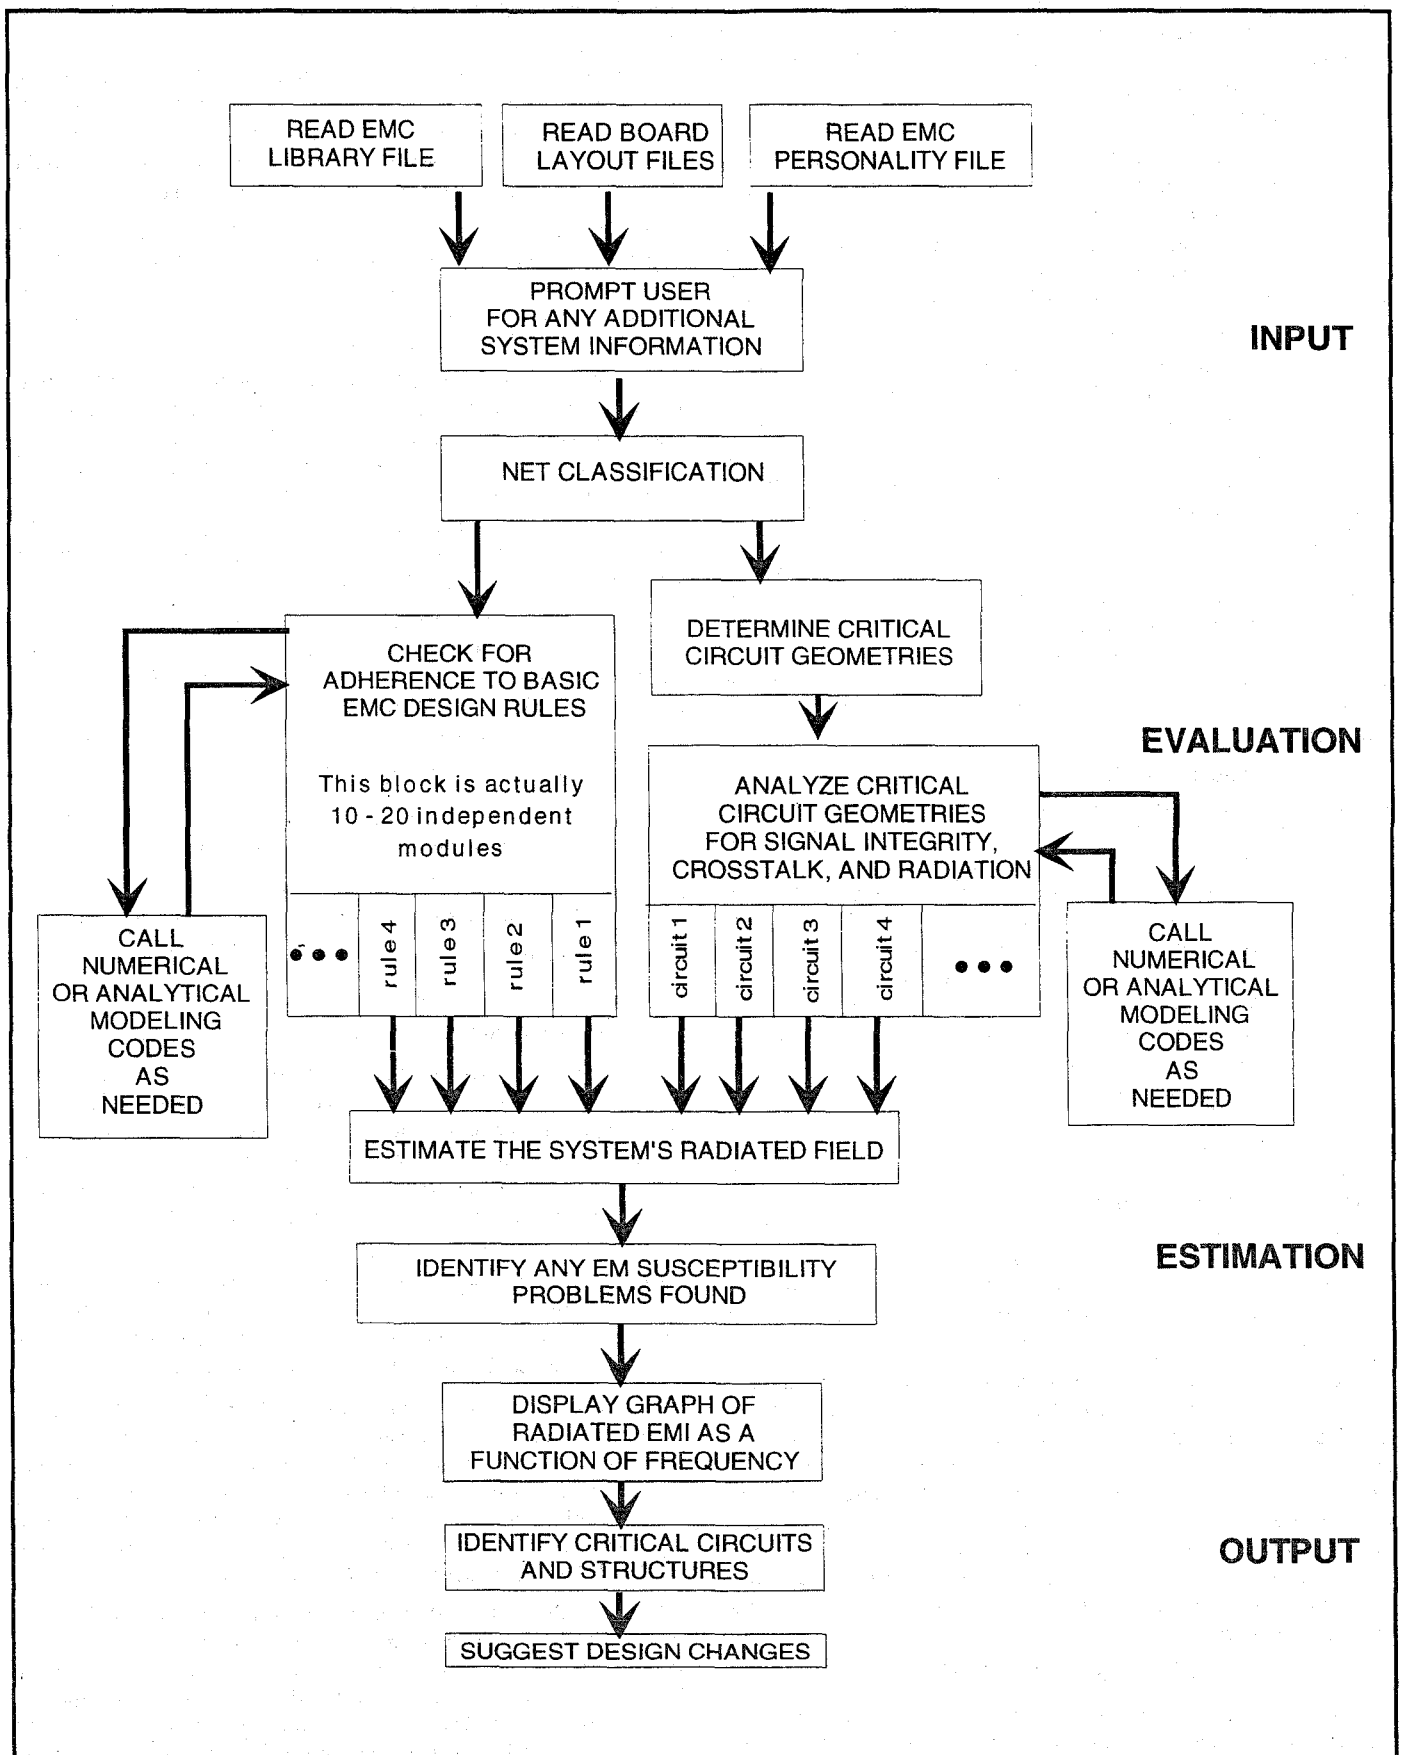 READ EMC
LIBRARY FILE
READ BOARD
LAYOUT FILES
READ EMC
PERSONALITY FILE
PROMPT USER
FOR ANY ADDITIONAL
SYSTEM INFORMATION
INPUT
NET CLASSIFICATION
CHECK FOR
ADHERENCE TO BASIC
EMC DESIGN RULES
This block is actually
10 - 20 independent
modules
DETERMINE CRITICAL
CIRCUIT GEOMETRIES
EVALUATION
ANALYZE CRITICAL
CIRCUIT GEOMETRIES
FOR SIGNAL INTEGRITY,
CROSSTALK, AND RADIATION
CALL
NUMERICAL
OR ANALYTICAL
MODELING
CODES
AS
NEEDED
•••
rule 4
rule 3
rule 2
rule 1
circuit 1
circuit 2
circuit 3
circuit 4
•••
CALL
NUMERICAL
OR ANALYTICAL
MODELING
CODES
AS
NEEDED
ESTIMATE THE SYSTEM'S RADIATED FIELD
IDENTIFY ANY EM SUSCEPTIBILITY
PROBLEMS FOUND
ESTIMATION
DISPLAY GRAPH OF
RADIATED EMI AS A
FUNCTION OF FREQUENCY
IDENTIFY CRITICAL CIRCUITS
AND STRUCTURES
OUTPUT
SUGGEST DESIGN CHANGES